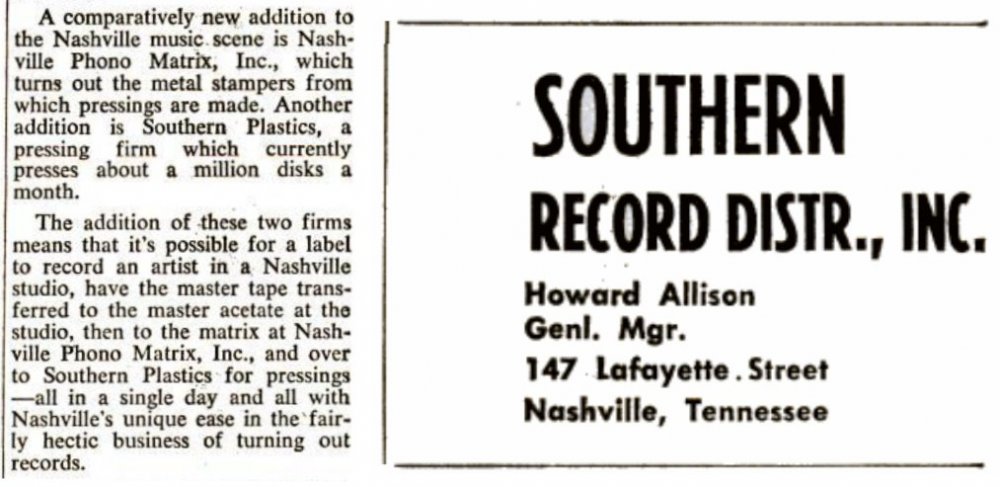 A comparatively new addition to
the Nashville music scene is Nash-
ville Phono Matrix, Inc., which
turns out the metal stampers from
which pressings are made. Another
addition is Southern Plastics, a
pressing firm which currently
presses about a million disks a
month.
The addition of these two firms
means that it's possible for a label
to record an artist in a Nashville
studio, have the master tape trans-
ferred to the master acetate at the
studio, then to the matrix at Nash-
ville Phono Matrix, Inc., and over
to Southern Plastics for pressings
—all in a single day and all with
Nashville's unique ease in the fair-
ly hectic business of turning out
records.
SOUTHERN
RECORD DISTR., INC.
Howard Allison
Genl. Mgr.
147 Lafayette. Street
Nashville, Tennessee